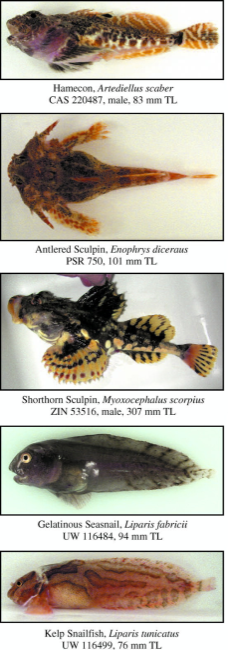 Hamecon, Artediellus scaber
CAS 220487, male, 83 mm TL
Antlered Sculpin, Enophrys diceraus
PSR 750, 101 mm TL
Shorthorn Sculpin, Myoxocephalus scorpius
ZIN 53516, male, 307 mm TL
Gelatinous Seasnail, Liparis fabricii
UW 116484, 94 mm TL
Kelp Snailfish, Liparis tunicatus
UW 116499, 76 mm TL